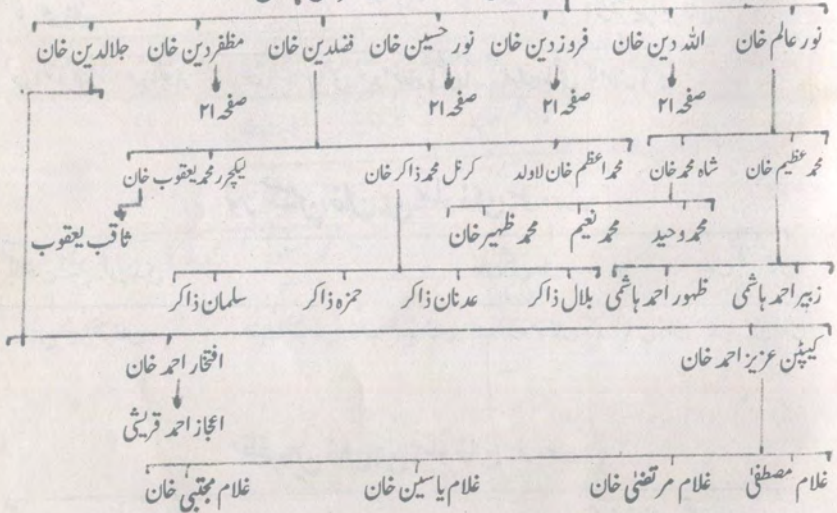 نور عالم خان اللہ دین خان فروز دین خان نور حسین خان فضلدین خان مظفر دین خان جلالدین خان
صفحہ ۲۱ صفحہ ۲۱ صفحہ ۲۱ صفحہ ۲۱
محمد عظیم خان شاہ محمد خان محمد اعظم خان لاولد کرنل محمد ذاکر خان لیکچرر محمد یعقوب خان
محمد وحید محمد نعیم محمد ظہیر خان ثاقب یعقوب
زبیر احمد ہاشمی ظہور احمد ہاشمی بلال ذاکر عدنان ذاکر حمزہ ذاکر سلمان ذاکر
کیپٹن عزیز احمد خان افتخار احمد خان
اعجاز احمد قریشی
غلام مصطفیٰ غلام مرتضیٰ خان غلام یاسین خان غلام مجتبیٰ خان